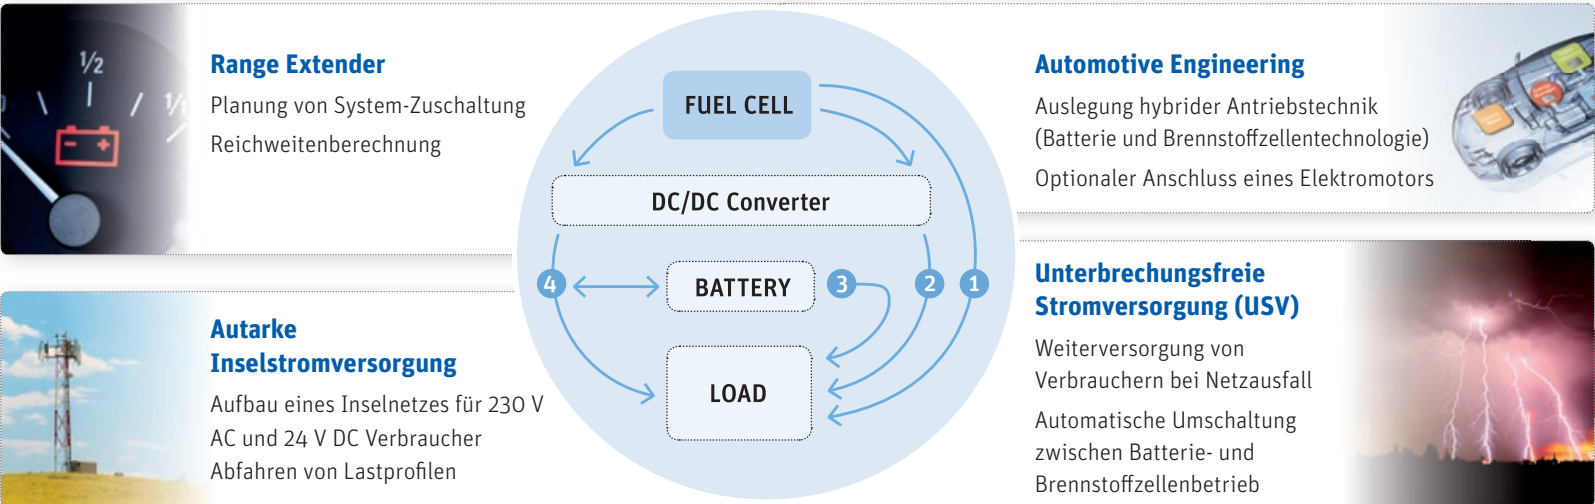 1/2
1/1
Range Extender
Planung von System-Zuschaltung
Reichweitenberechnung
Autarke
Inselstromversorgung
Aufbau eines Inselnetzes für 230 V
AC und 24 V DC Verbraucher
Abfahren von Lastprofilen
FUEL CELL
DC/DC Converter
4
BATTERY
3
2
1
LOAD
Automotive Engineering
Auslegung hybrider Antriebstechnik
(Batterie und Brennstoffzellentechnologie)
Optionaler Anschluss eines Elektromotors
Unterbrechungsfreie
Stromversorgung (USV)
Weiterversorgung von
Verbrauchern bei Netzausfall
Automatische Umschaltung
zwischen Batterie- und
Brennstoffzellenbetrieb